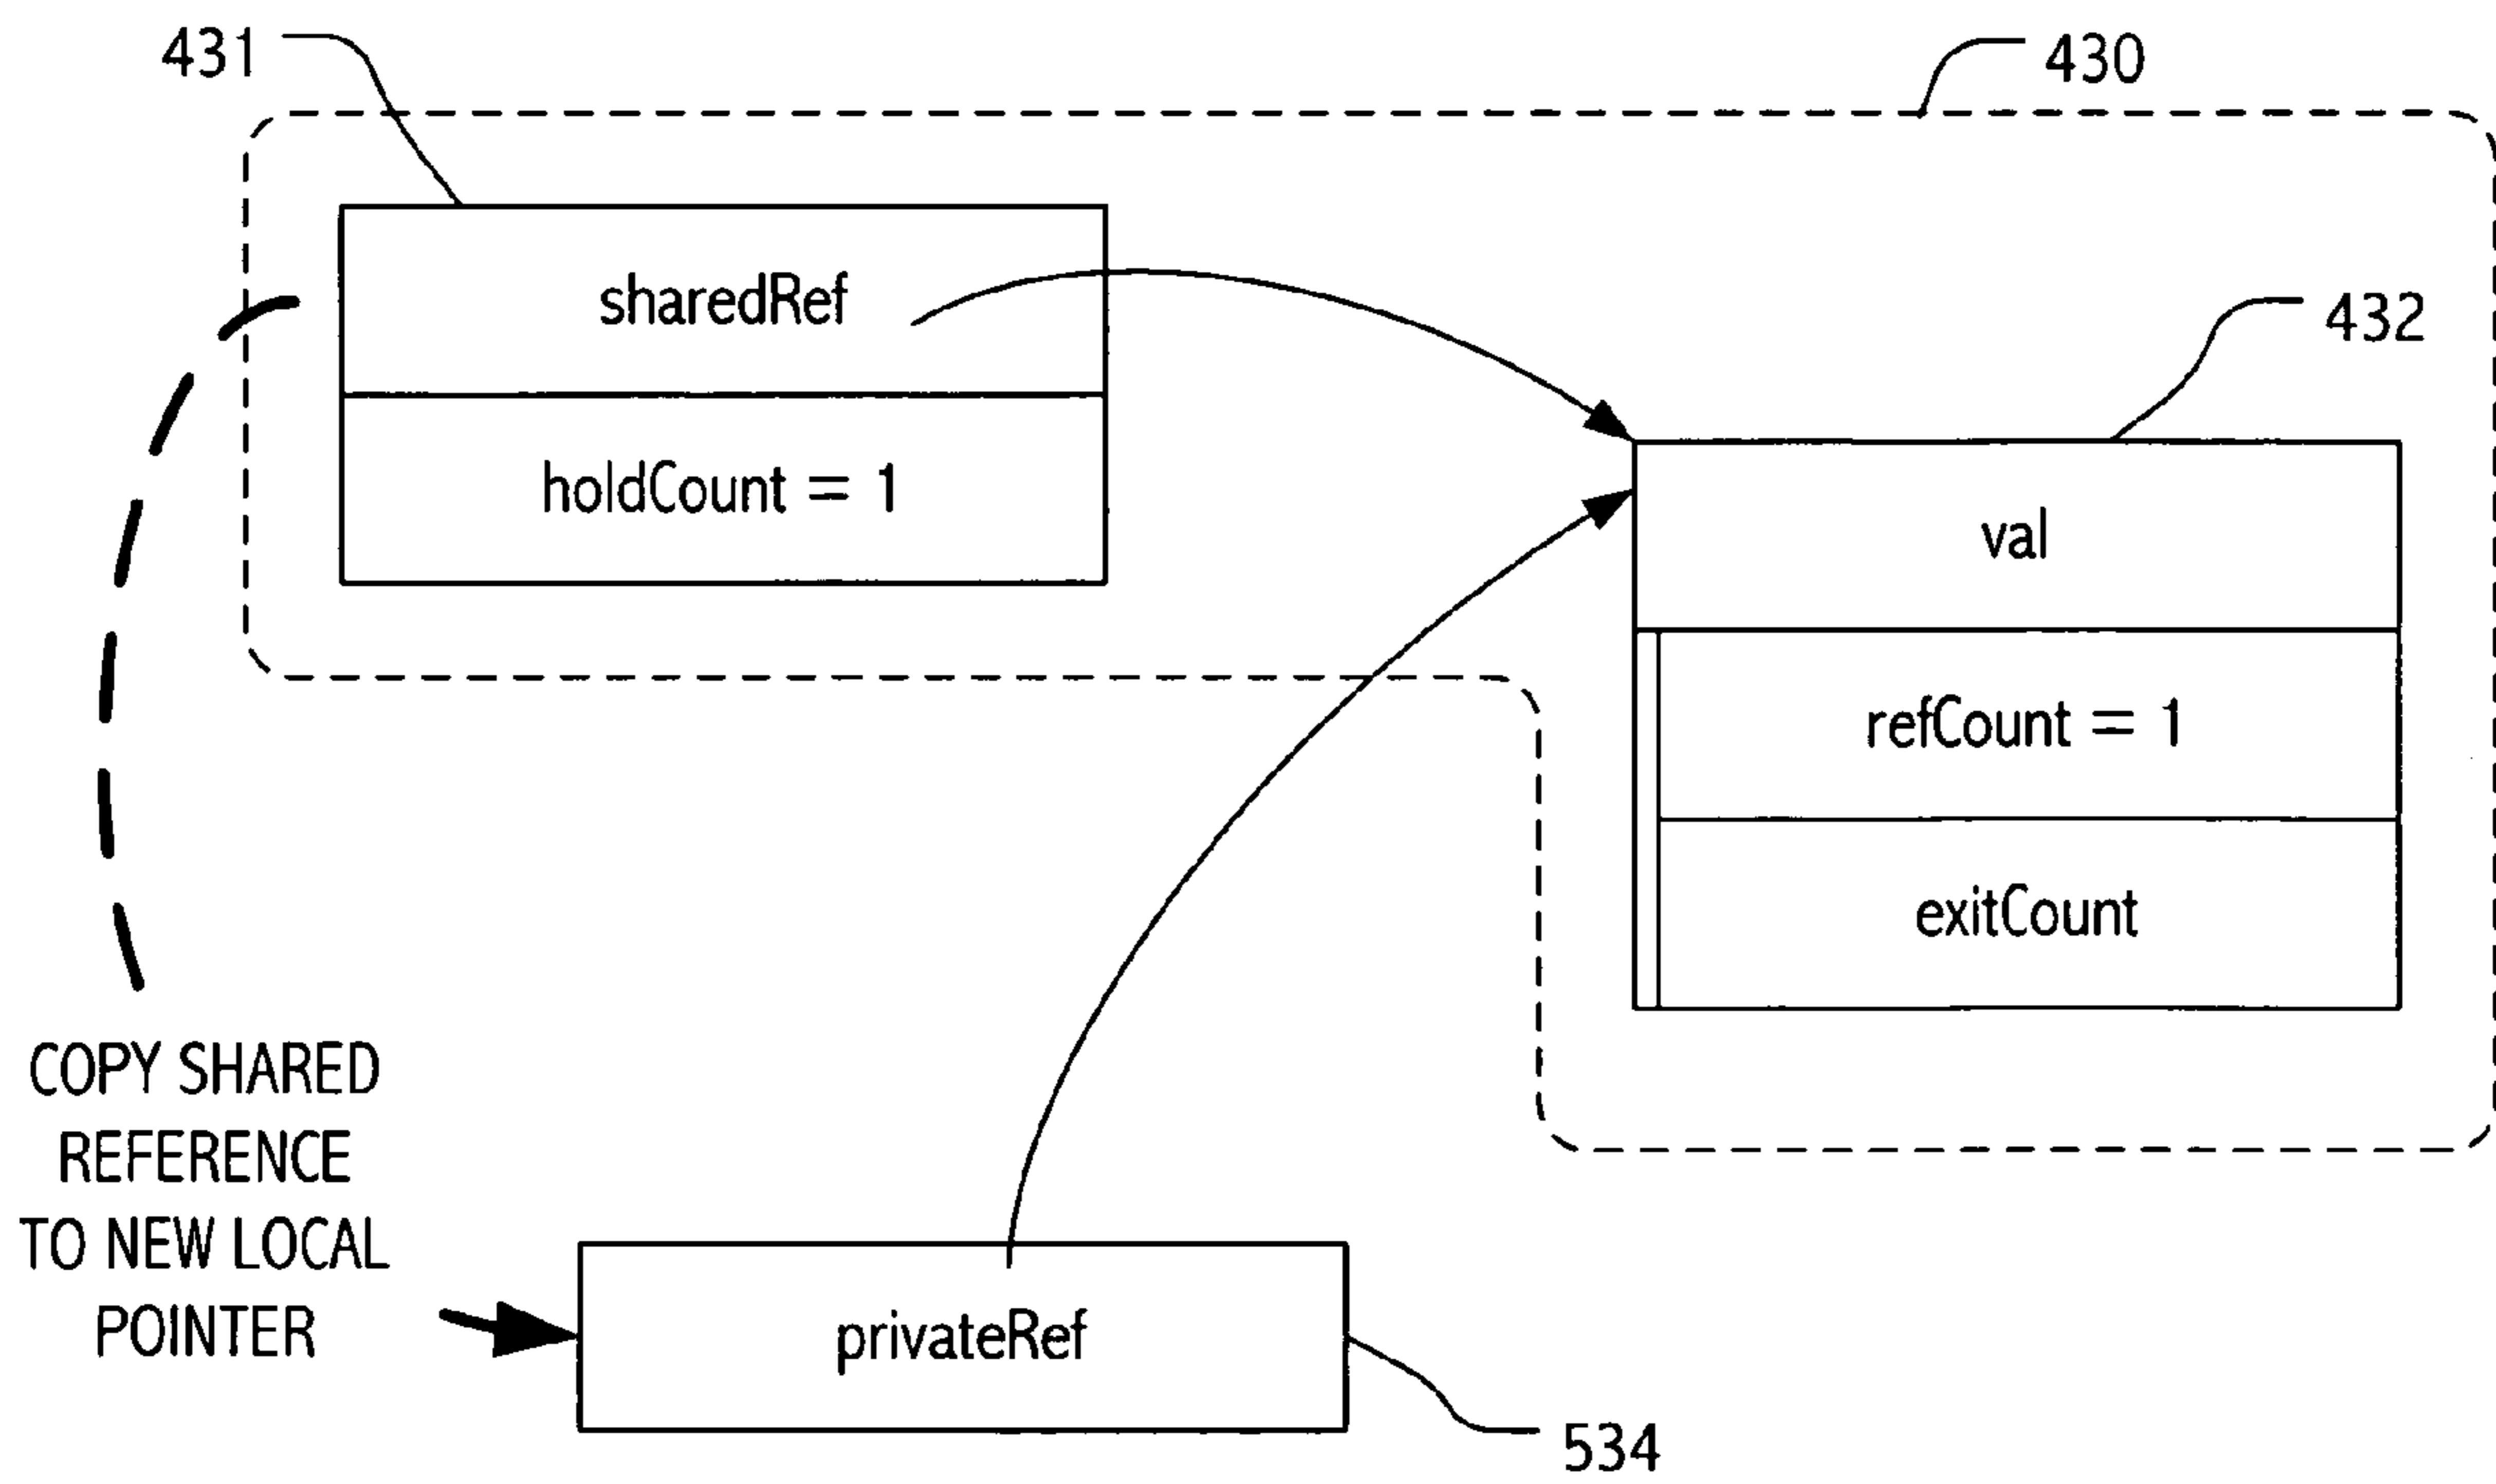 431
430
sharedRef
432
holdCount = 1
val
refCount = 1
exitCount
COPY SHARED
REFERENCE
TO NEW LOCAL
POINTER
privateRef
534